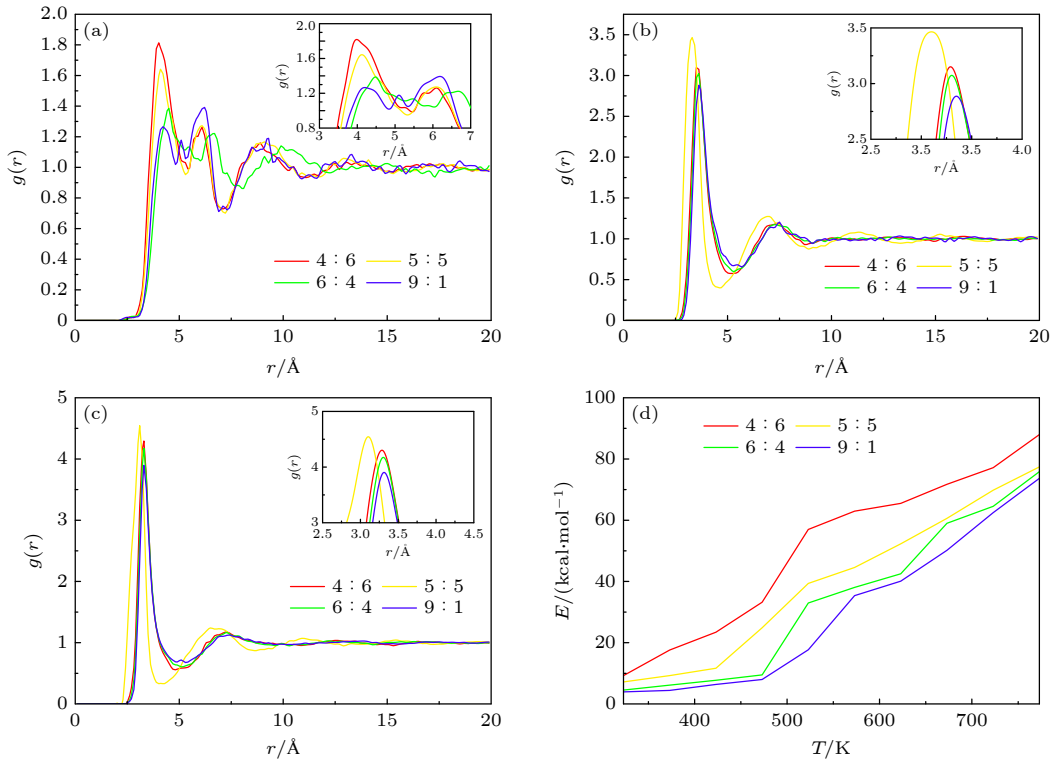 (a)
g(r)
2.0
1.8
1.6
1.4
1.2
1.0
0.8
0.6
0.4
0.2
0
0 5 10 15 20
r/Å
4:6 5:5
6:4 9:1
g(r)
2.0
1.6
1.2
0.8
3 4 5 6 7
r/Å
(b)
g(r)
3.5
3.0
2.5
2.0
1.5
1.0
0.5
0
0 5 10 15 20
r/Å
4:6 5:5
6:4 9:1
g(r)
3.5
3.0
2.5
2.5 3.5 3.5 4.0
r/Å
(c)
g(r)
5
4
3
2
1
0
0 5 10 15 20
r/Å
4:6 5:5
6:4 9:1
g(r)
5
4
3
2.5 3.0 3.5 4.0 4.5
r/Å
(d)
E/(kcal·mol⁻¹)
100
80
60
40
20
0
400 500 600 700
T/K
4:6 5:5
6:4 9:1